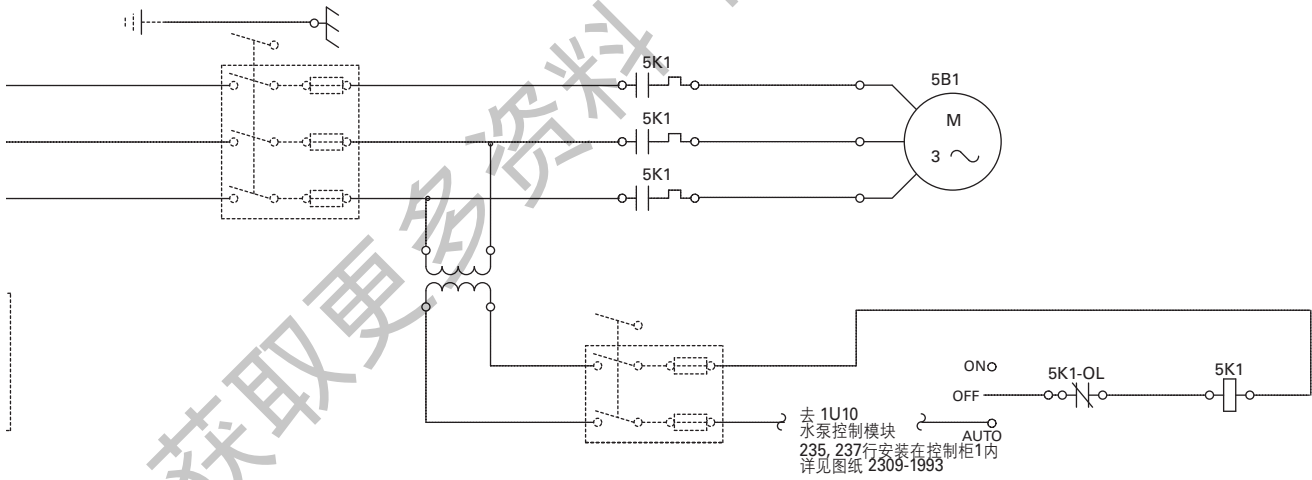 5K1
5B1
M
5K1
3
5K1
ON
5K1-OL
5K1
OFF
去 1U10
水泵控制模块
AUTO
235, 237行安装在控制柜1内
详见图纸 2309-1993
获取更多资料